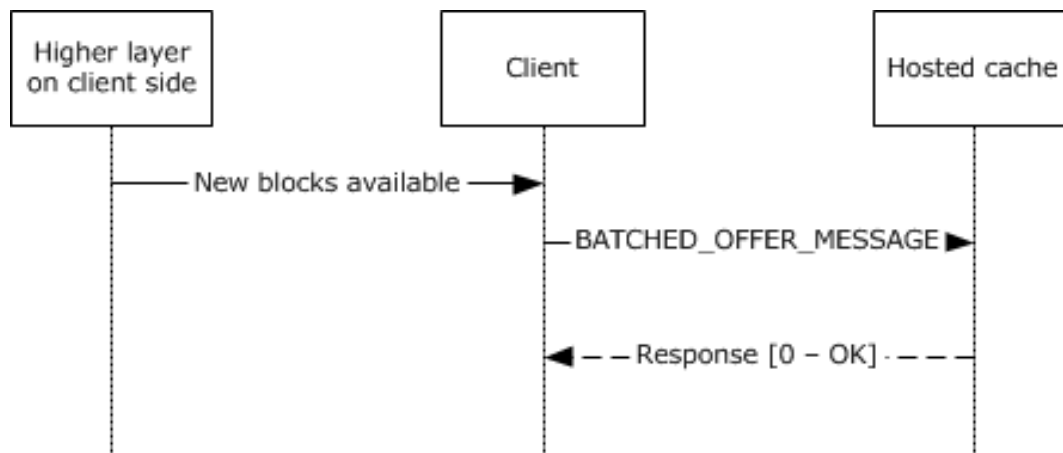 Higher layer
on client side
Client
Hosted cache
New blocks available
BATCHED_OFFER_MESSAGE
Response [0 – OK]